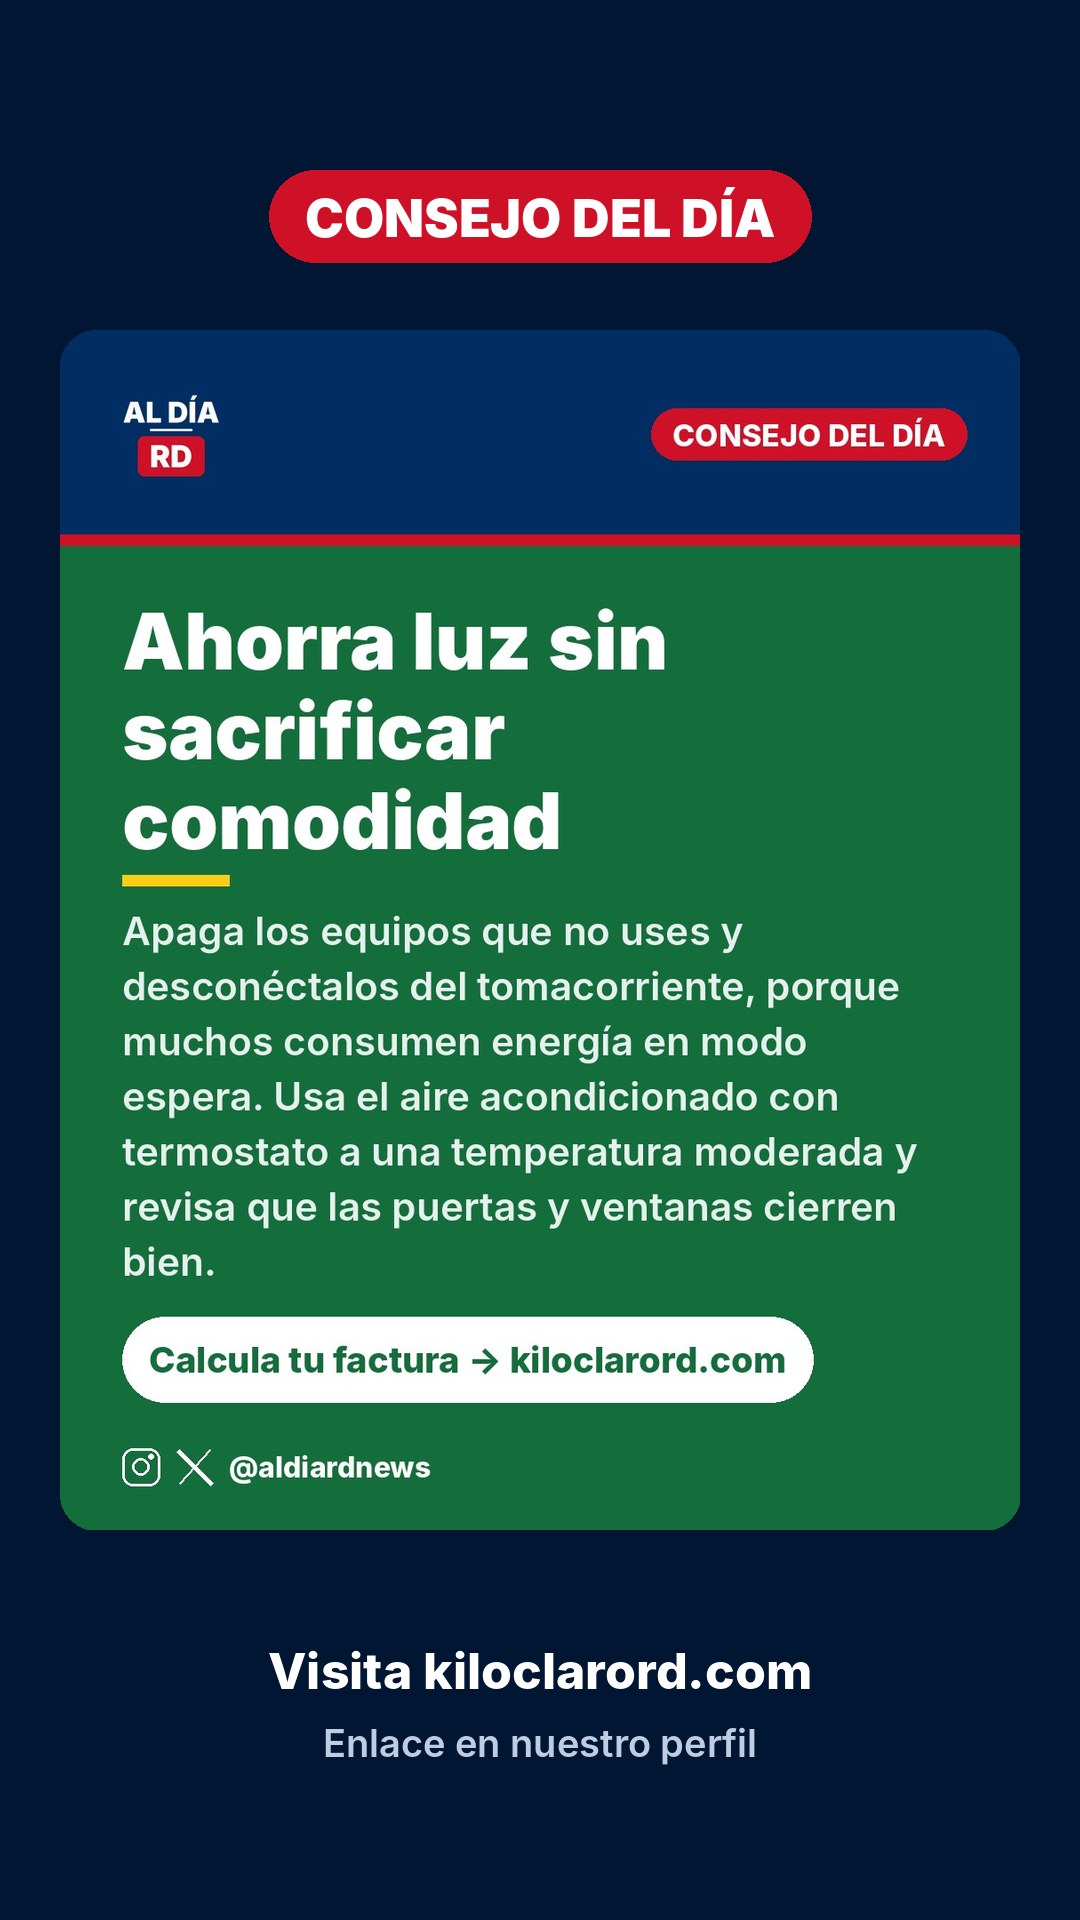 CONSEJO DEL DÍA
AL DÍA
RD
CONSEJO DEL DÍA
Ahorra luz sin
sacrificar
comodidad
Apaga los equipos que no uses y
desconéctalos del tomacorriente, porque
muchos consumen energía en modo
espera. Usa el aire acondicionado con
termostato a una temperatura moderada y
revisa que las puertas y ventanas cierren
bien.
Calcula tu factura → kiloclarord.com
@aldiardnews
Visita kiloclarord.com
Enlace en nuestro perfil